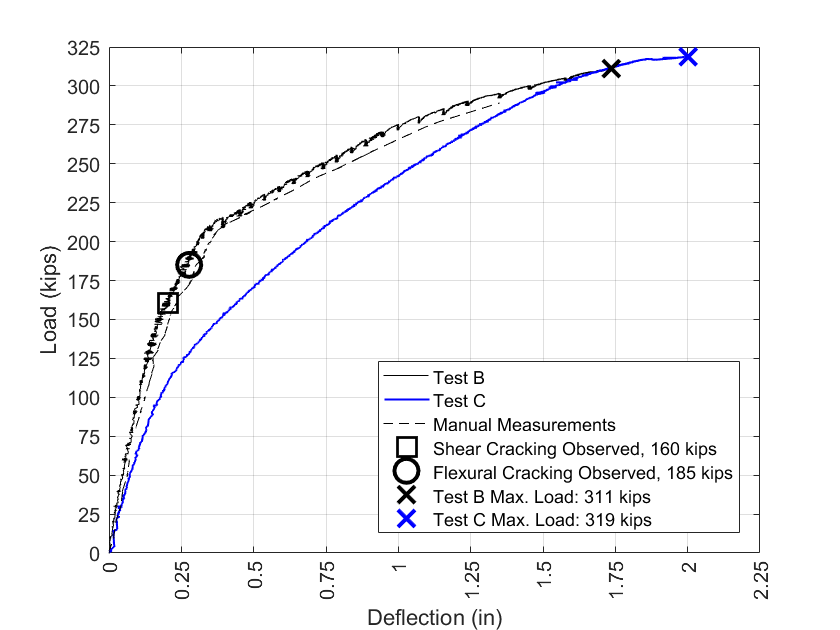 325
300
275
250
225
200
175
150
125
100
75
50
25
0
Load (kips)
Test B
Test C
Manual Measurements
Shear Cracking Observed, 160 kips
Flexural Cracking Observed, 185 kips
Test B Max. Load: 311 kips
Test C Max. Load: 319 kips
0 0.25 0.5 0.75 1 1.25 1.5 1.75 2 2.25
Deflection (in)